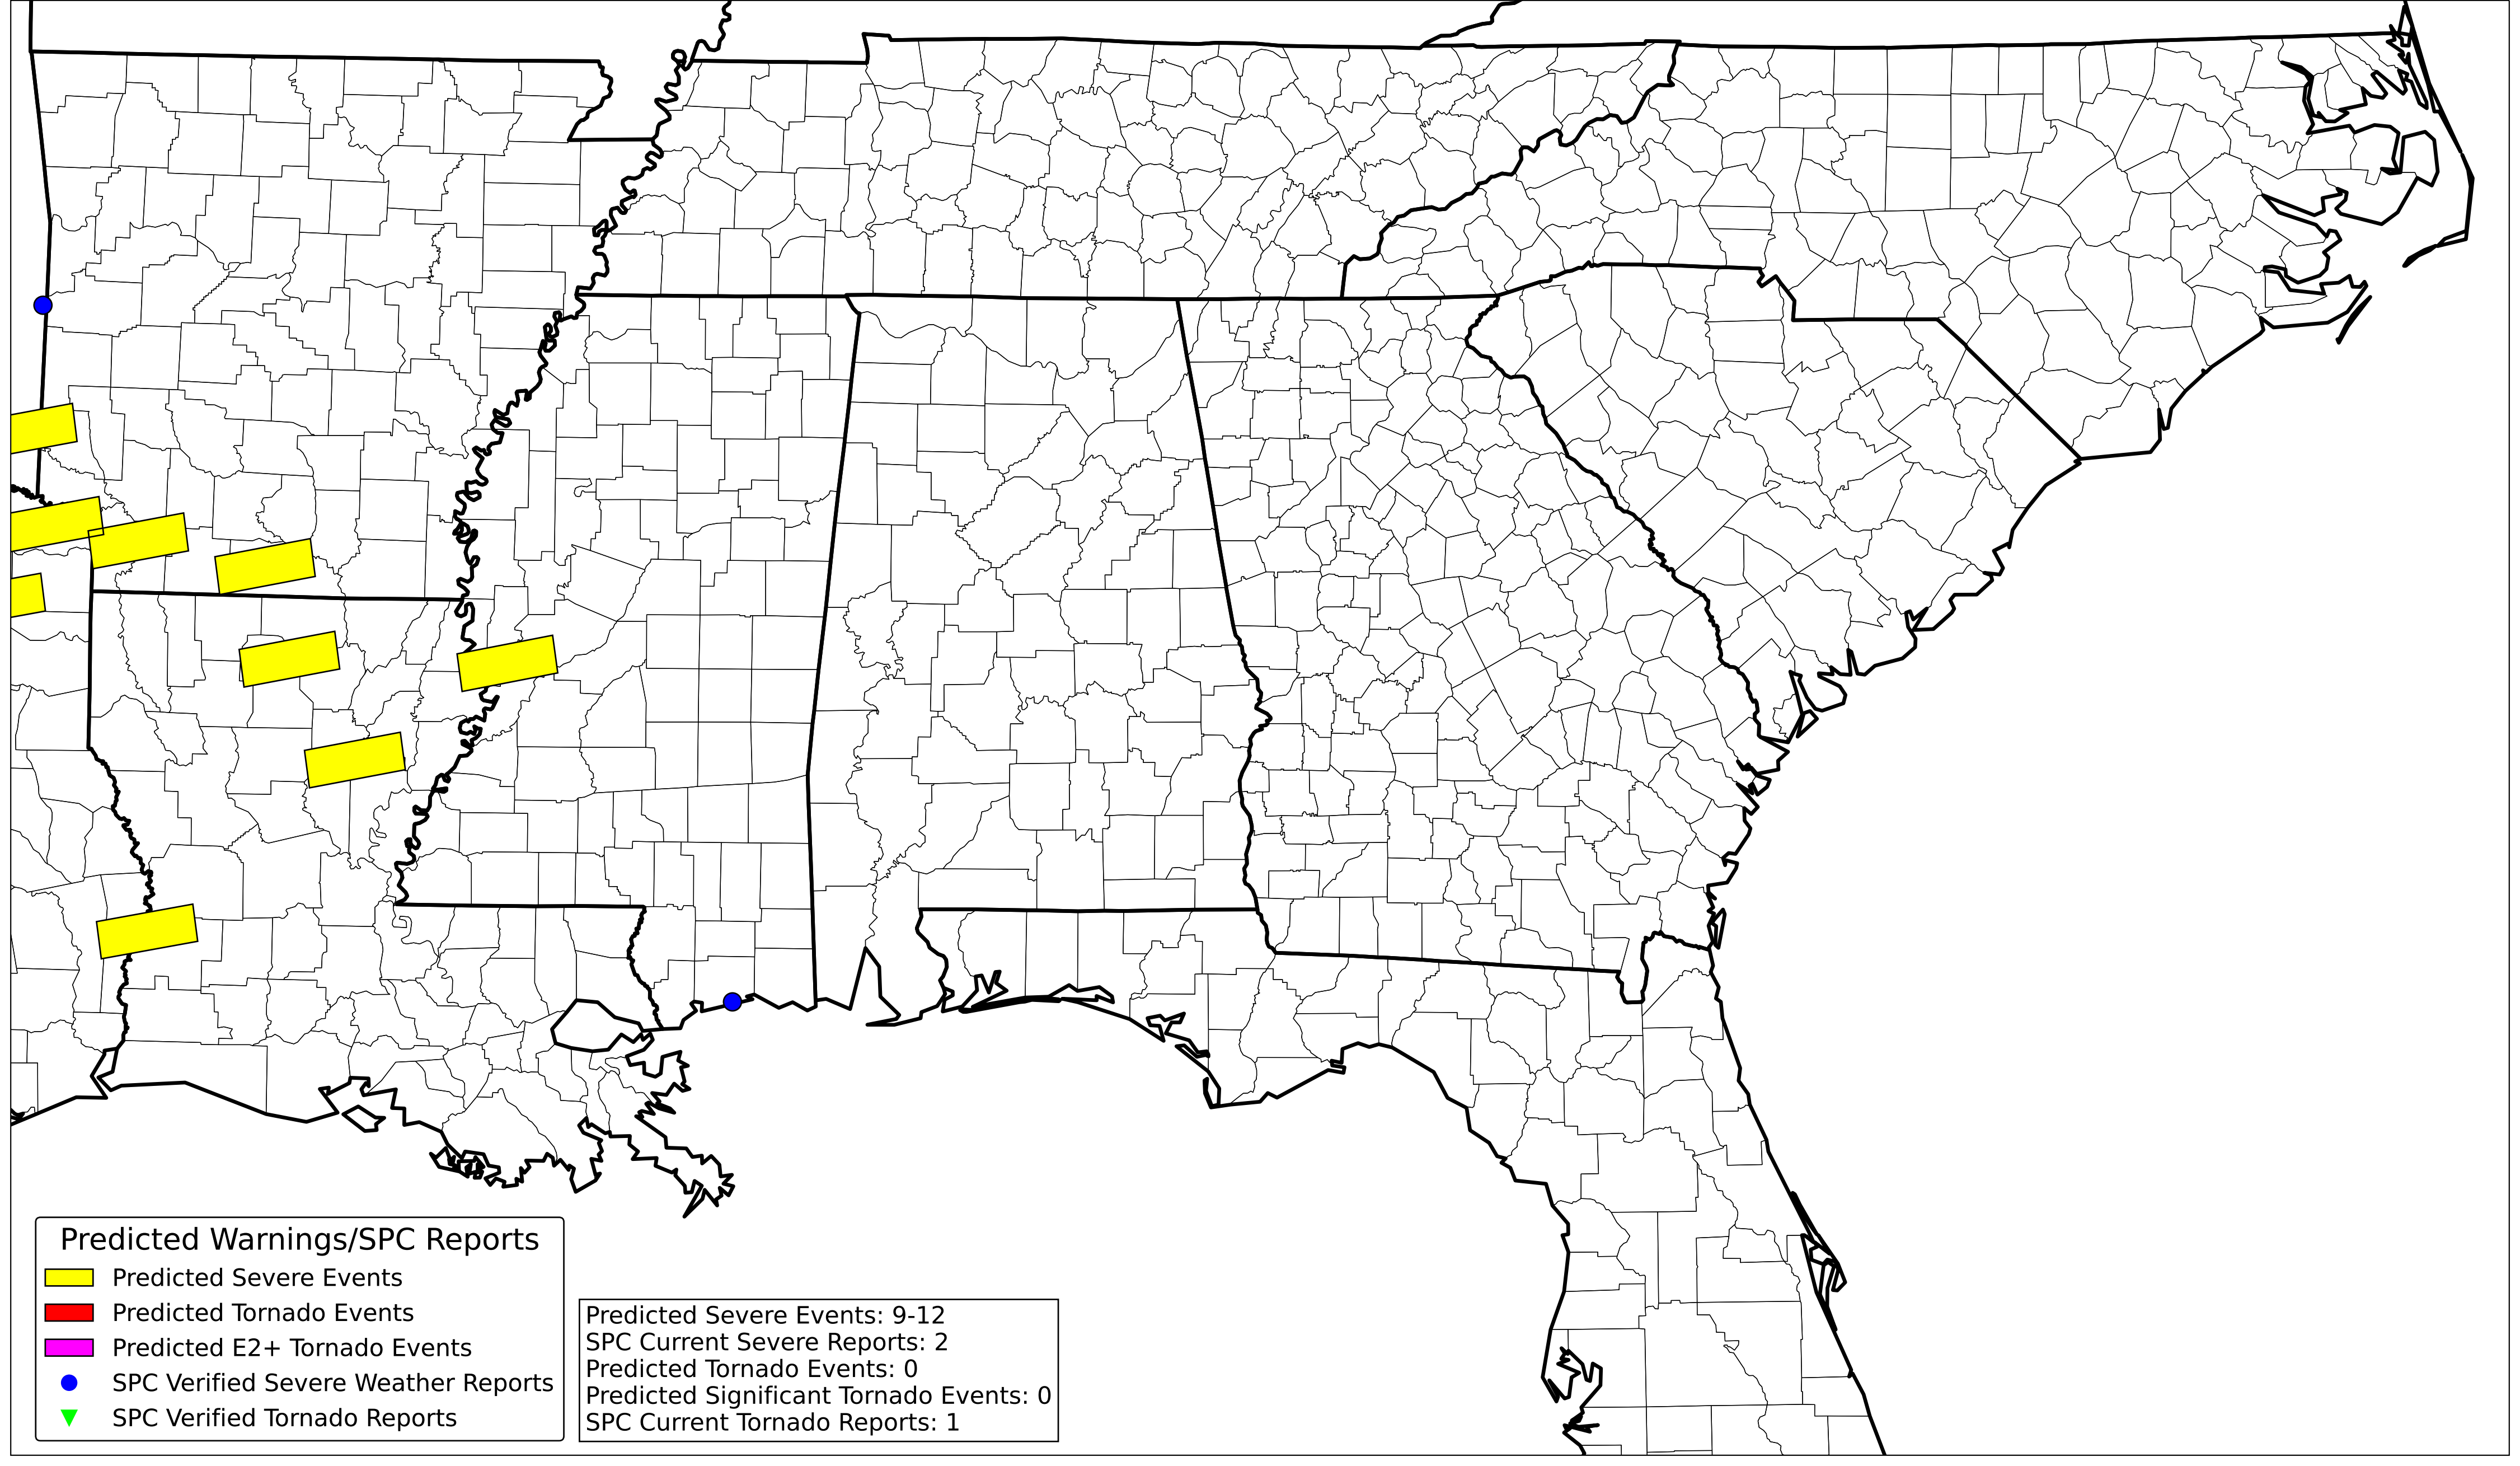 Predicted Warnings/SPC Reports
Predicted Severe Events
Predicted Tornado Events
Predicted E2+ Tornado Events
SPC Verified Severe Weather Reports
SPC Verified Tornado Reports
Predicted Severe Events: 9-12
SPC Current Severe Reports: 2
Predicted Tornado Events: 0
Predicted Significant Tornado Events: 0
SPC Current Tornado Reports: 1